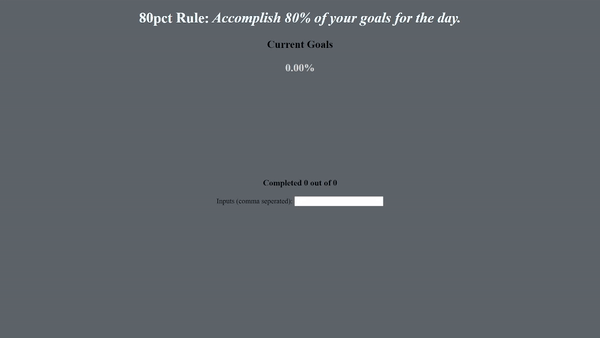 80pct Rule: Accomplish 80% of your goals for the day.
Current Goals
0.00%
Completed 0 out of 0
Inputs (comma seperated):